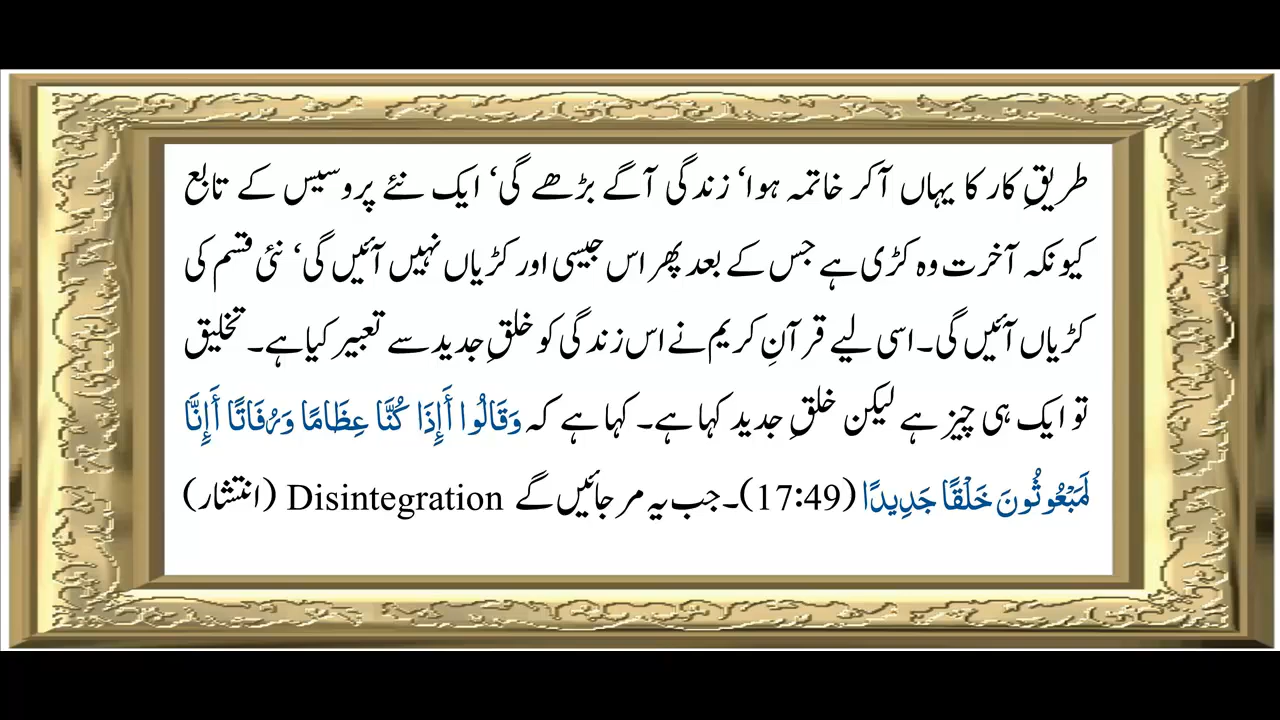 طریقِ کار کا یہاں آکر خاتمہ ہوا‘ زندگی آگے بڑھے گی‘ ایک نئے پروسیس کے تابع
کیونکہ آخرت وہ کڑی ہے جس کے بعد پھر اس جیسی اور کڑیاں نہیں آئیں گی‘ نئی قسم کی
کڑیاں آئیں گی۔ اسی لیے قرآنِ کریم نے اس زندگی کو خلقِ جدید سے تعبیر کیا ہے۔ تخلیق
تو ایک ہی چیز ہے لیکن خلقِ جدید کہا ہے۔ کہا ہے کہ وَقَالُوا أَإِذَا كُنَّا عِظَامًا وَرُفَاتًا أَإِنَّا
لَمَبْعُوثُونَ خَلْقًا جَدِيدًا (17:49)۔ جب یہ مر جائیں گے Disintegration (انتشار)